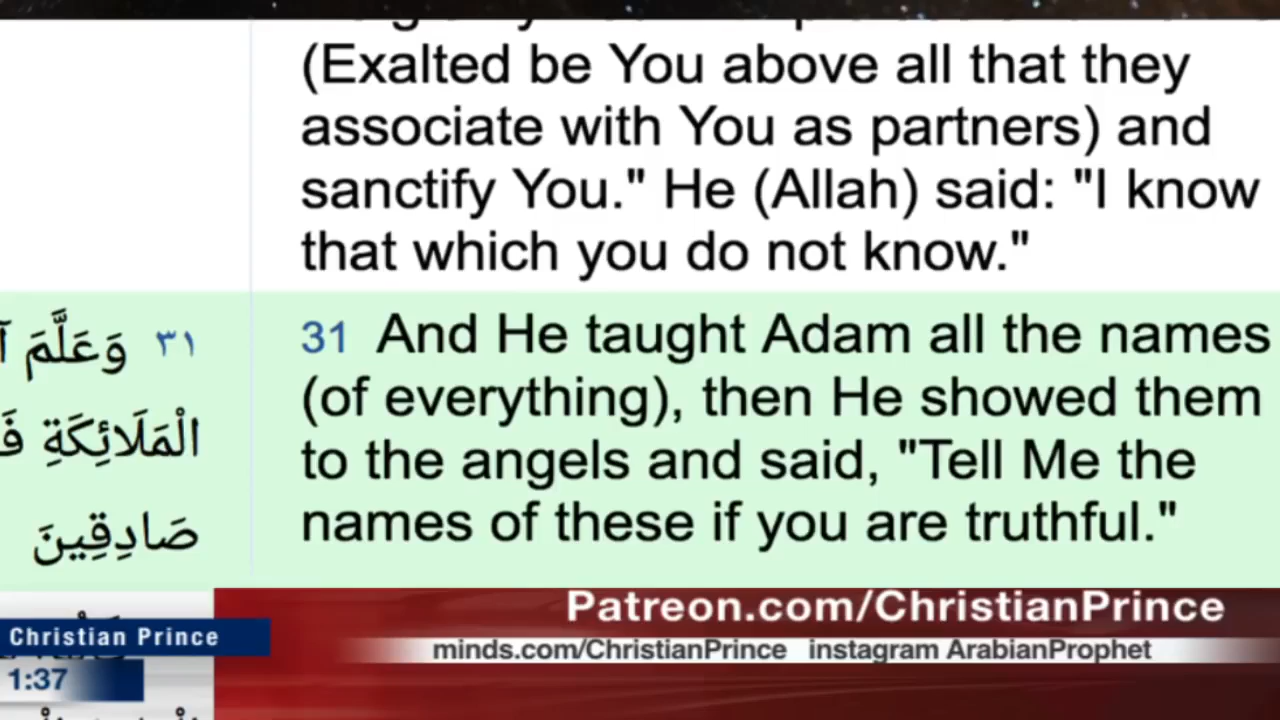 (Exalted be You above all that they
associate with You as partners) and
sanctify You." He (Allah) said: "I know
that which you do not know."
31 And He taught Adam all the names
(of everything), then He showed them
to the angels and said, "Tell Me the
names of these if you are truthful."
٣١ وَعَلَّمَ
الْمَلَائِكَةِ
صَادِقِينَ
Patreon.com/ChristianPrince
Christian Prince
minds.com/ChristianPrince instagram ArabianProphet
1:37